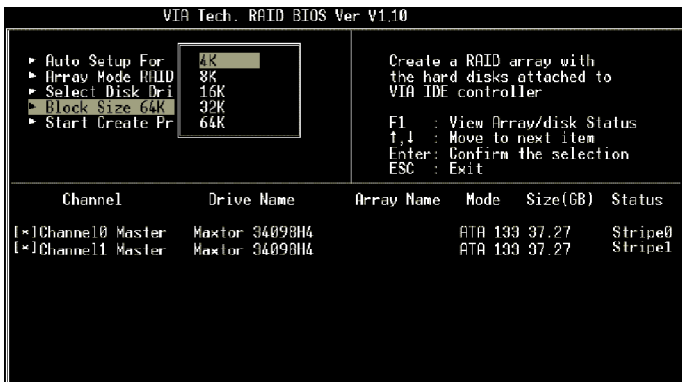 VIA Tech. RAID BIOS Ver V1.10
► Auto Setup For
► Array Mode RAID
► Select Disk Dri
► Block Size 64K
► Start Create Pr
4K
8K
16K
32K
64K
Create a RAID array with
the hard disks attached to
VIA IDE controller
F1 : View Array/disk Status
↑,↓ : Move to next item
Enter: Confirm the selection
ESC : Exit
Channel Drive Name Array Name Mode Size(GB) Status
[*]Channel0 Master Maxtor 34098H4 ATA 133 37.27 Stripe0
[*]Channel1 Master Maxtor 34098H4 ATA 133 37.27 Stripe1